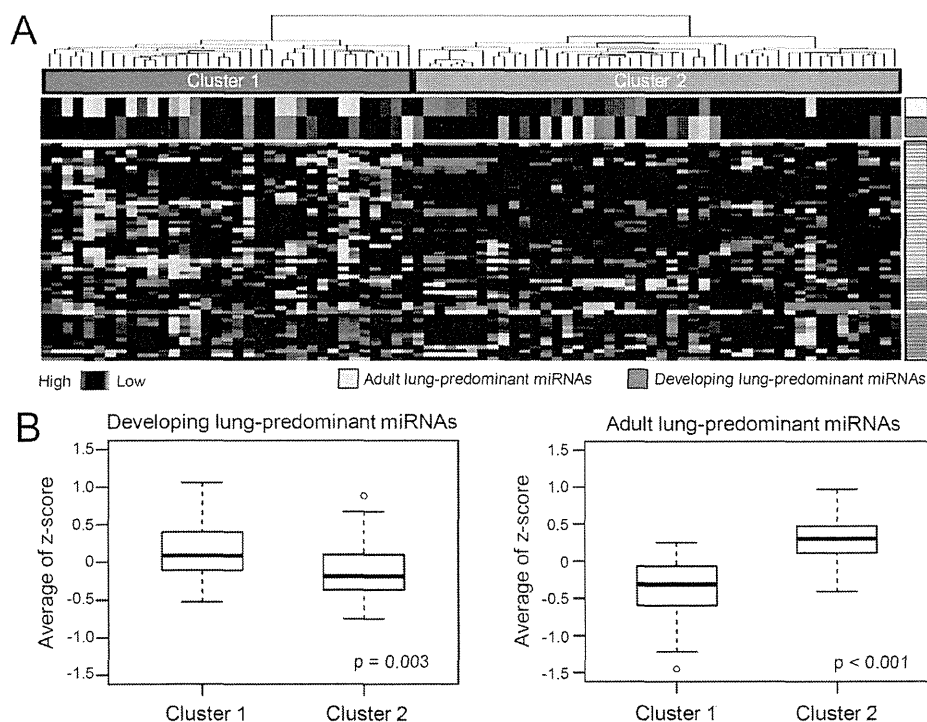 A
Cluster 1
Cluster 2
High
Low
Adult lung-predominant miRNAs
Developing lung-predominant miRNAs
B
Developing lung-predominant miRNAs
Average of z-score
1.5
1.0
0.5
0
-0.5
-1.0
-1.5
p = 0.003
Cluster 1
Cluster 2
Adult lung-predominant miRNAs
Average of z-score
1.5
1.0
0.5
0
-0.5
-1.0
-1.5
p < 0.001
Cluster 1
Cluster 2